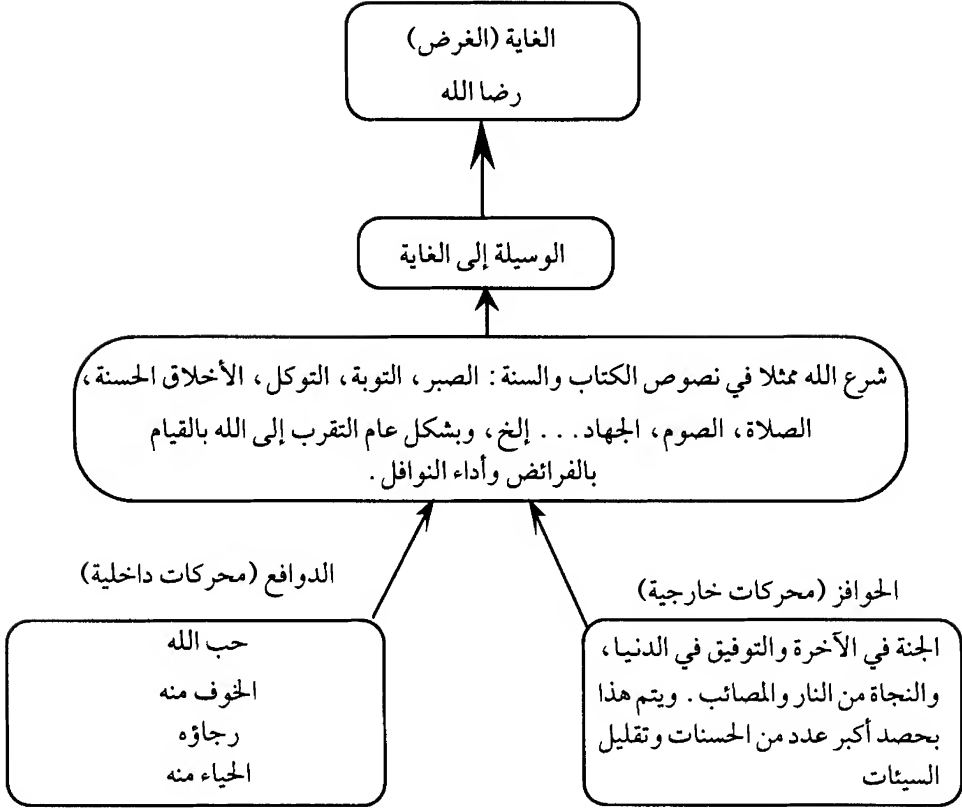 الغاية (الغرض)
رضا الله
الوسيلة إلى الغاية
شرع الله ممثلا في نصوص الكتاب والسنة : الصبر ، التوبة، التوكل ، الأخلاق الحسنة،
الصلاة، الصوم، الجهاد . . . إلخ، وبشكل عام التقرب إلى الله بالقيام
بالفرائض وأداء النوافل .
الحوافز (محركات خارجية)
الجنة في الآخرة والتوفيق في الدنيا،
والنجاة من النار والمصائب . ويتم هذا
بحصد أكبر عدد من الحسنات وتقليل
السيئات
الدوافع (محركات داخلية)
حب الله
الخوف منه
رجاؤه
الحياء منه